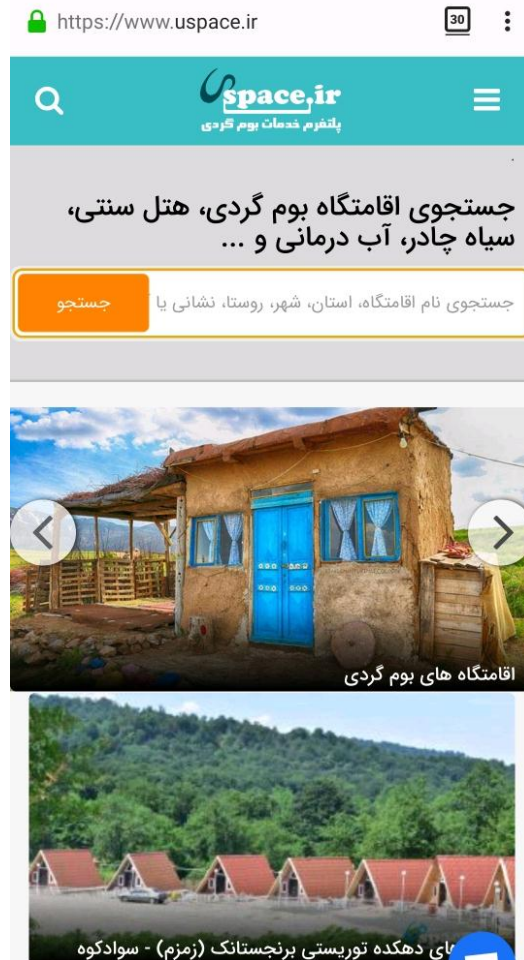 https://www.uspace.ir
30
Uspace.ir
پلتفرم خدمات بوم گردی
جستجوی اقامتگاه بوم گردی، هتل سنتی،
سیاه چادر، آب درمانی و ...
جستجوی نام اقامتگاه، استان، شهر، روستا، نشانی یا
جستجو
اقامتگاه های بوم گردی
های دهکده توریستی برنجستانک (زمزم) - سوادکوه